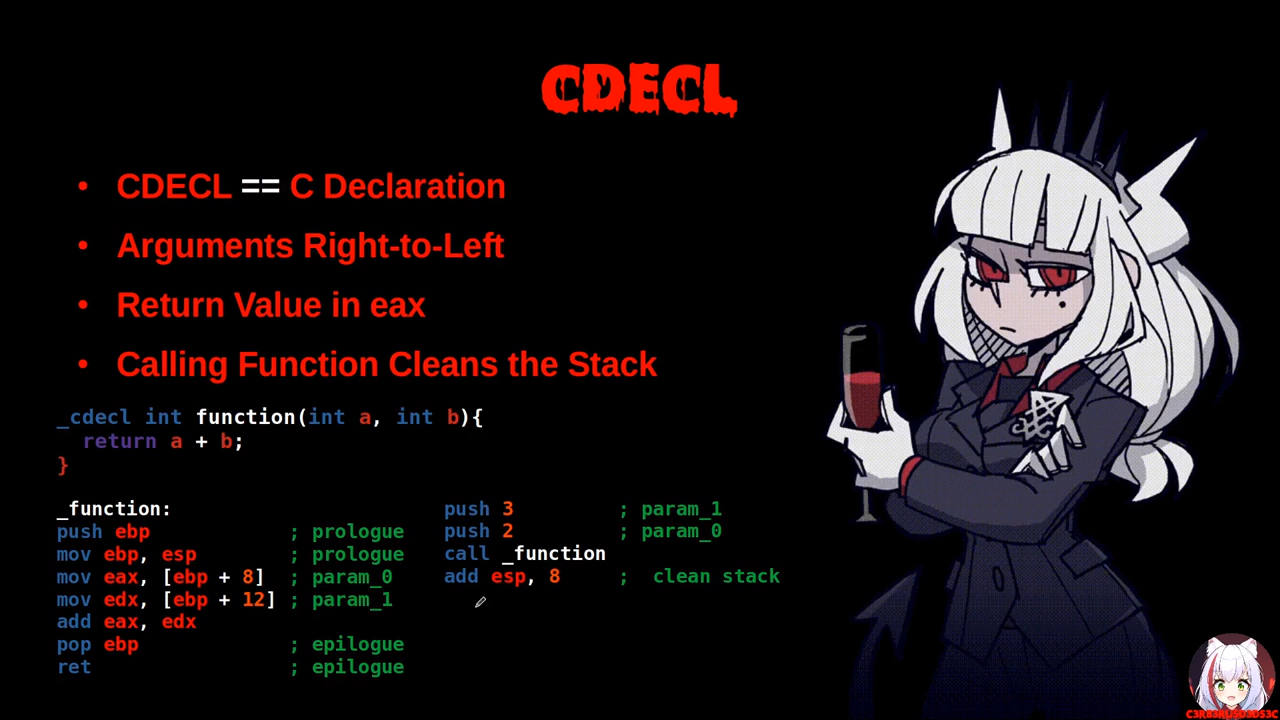 CDECL
• CDECL == C Declaration
• Arguments Right-to-Left
• Return Value in eax
• Calling Function Cleans the Stack
_cdecl int function(int a, int b){
  return a + b;
}
_function:
push ebp ; prologue
mov ebp, esp ; prologue
mov eax, [ebp + 8] ; param_0
mov edx, [ebp + 12] ; param_1
add eax, edx
pop ebp ; epilogue
ret ; epilogue
push 3 ; param_1
push 2 ; param_0
call _function
add esp, 8 ; clean stack